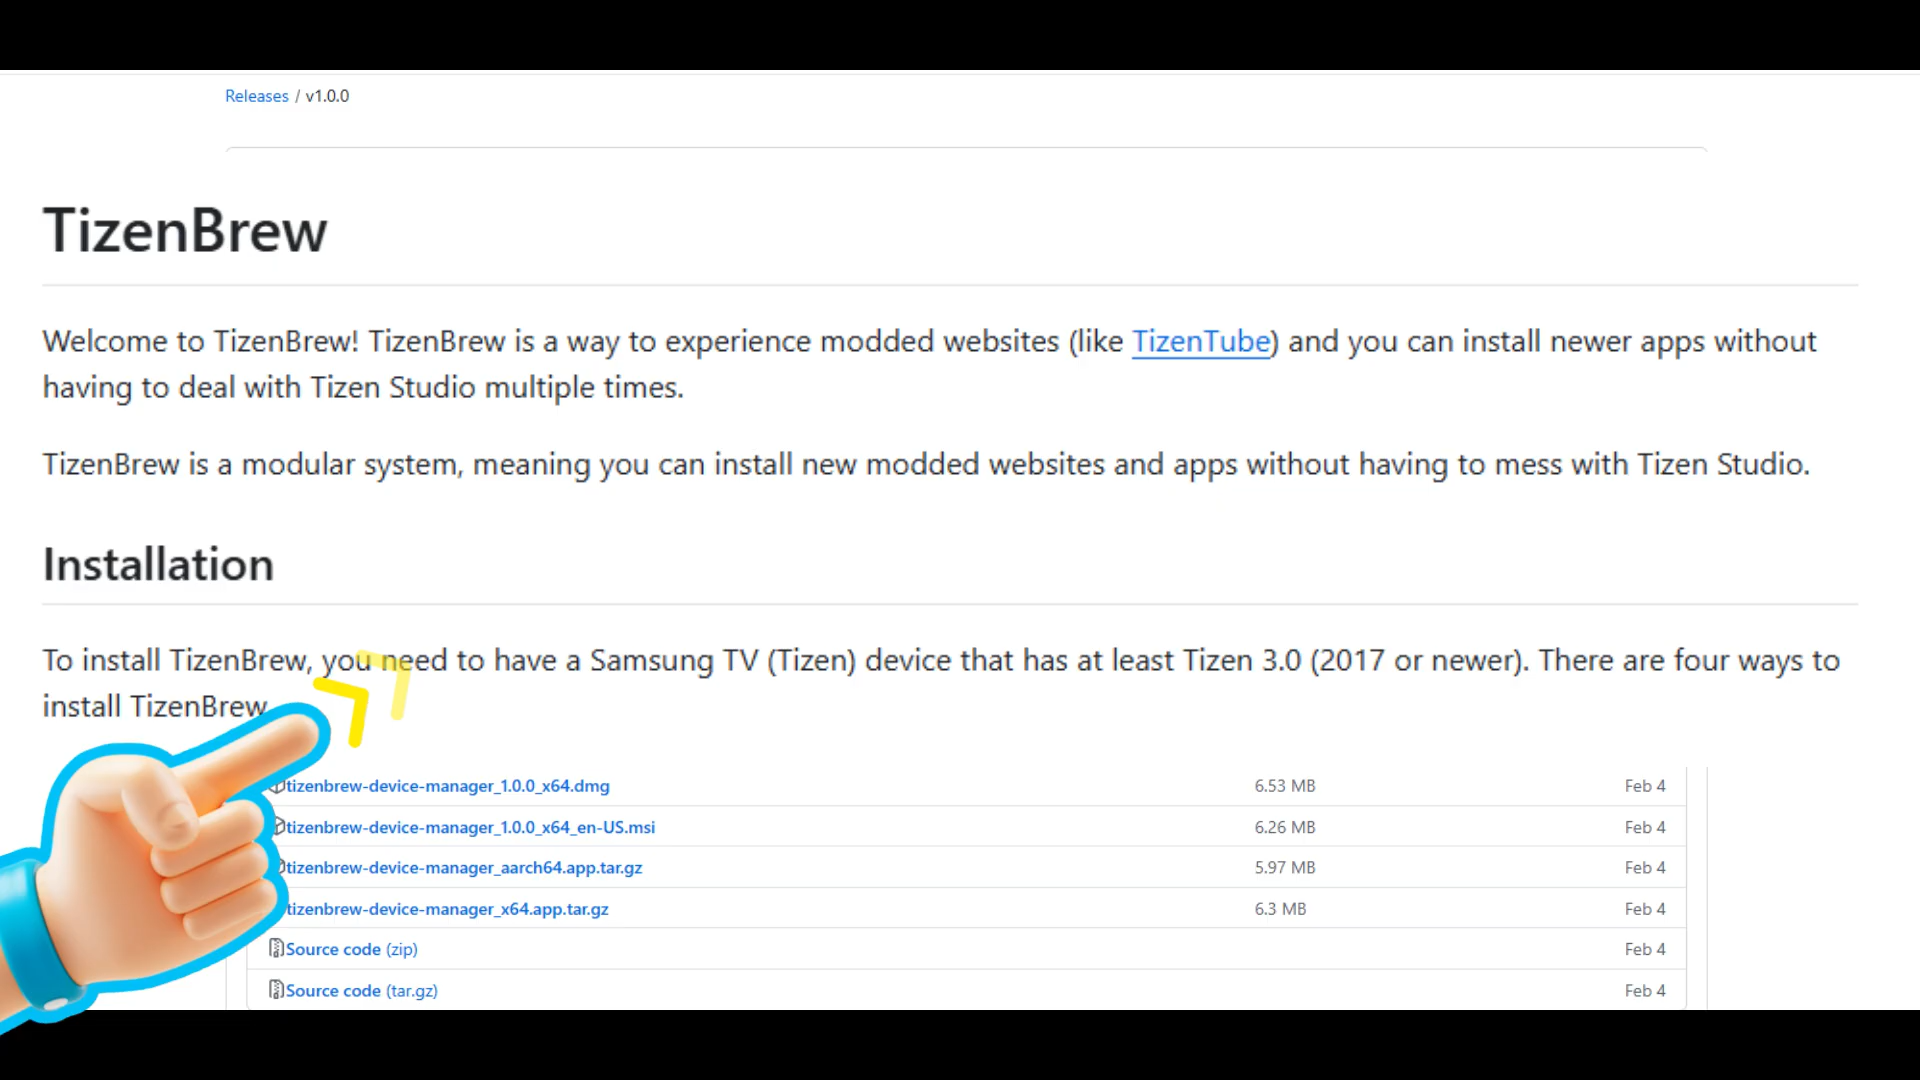 Releases / v1.0.0
TizenBrew
Welcome to TizenBrew! TizenBrew is a way to experience modded websites (like TizenTube) and you can install newer apps without
having to deal with Tizen Studio multiple times.
TizenBrew is a modular system, meaning you can install new modded websites and apps without having to mess with Tizen Studio.
Installation
To install TizenBrew, you need to have a Samsung TV (Tizen) device that has at least Tizen 3.0 (2017 or newer). There are four ways to
install TizenBrew
tizenbrew-device-manager_1.0.0_x64.dmg 6.53 MB Feb 4
tizenbrew-device-manager_1.0.0_x64_en-US.msi 6.26 MB Feb 4
tizenbrew-device-manager_aarch64.app.tar.gz 5.97 MB Feb 4
tizenbrew-device-manager_x64.app.tar.gz 6.3 MB Feb 4
Source code (zip) Feb 4
Source code (tar.gz) Feb 4